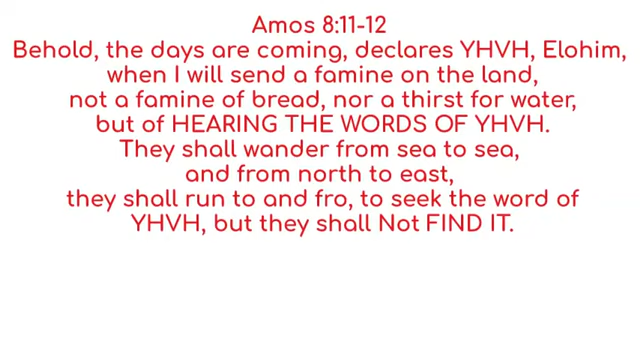 Amos 8:11-12
Behold, the days are coming, declares YHVH, Elohim,
when I will send a famine on the land,
not a famine of bread, nor a thirst for water,
but of HEARING THE WORDS OF YHVH.
They shall wander from sea to sea,
and from north to east,
they shall run to and fro, to seek the word of
YHVH, but they shall Not FIND IT.